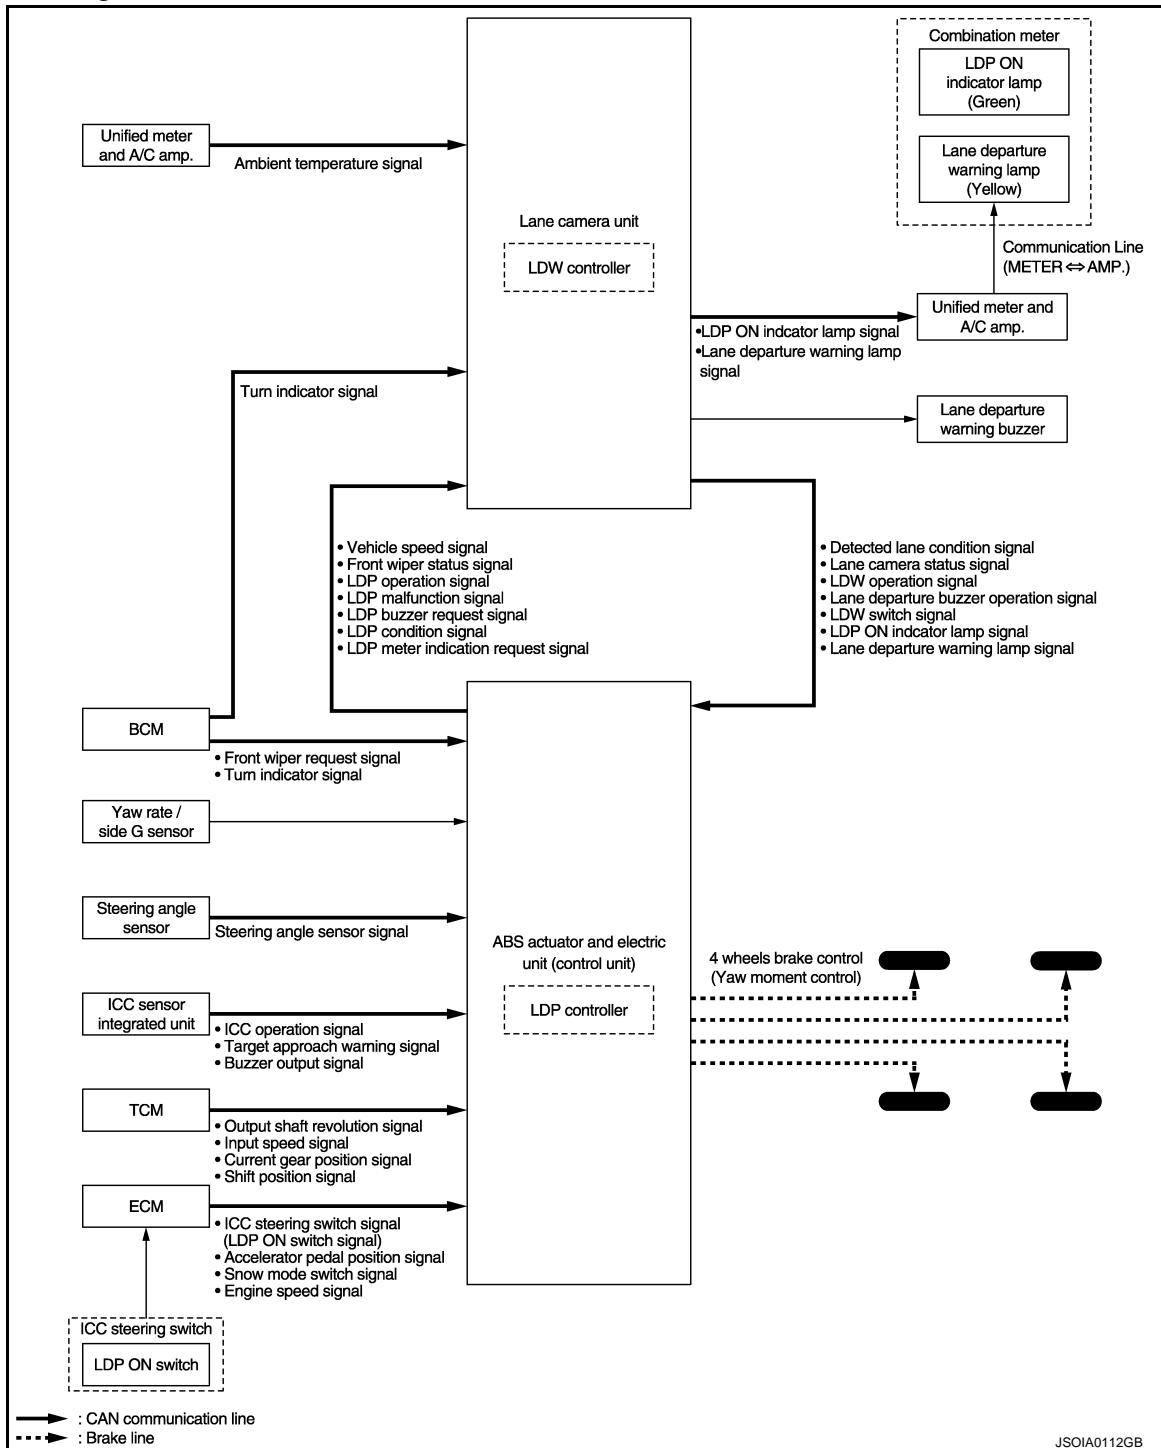 Combination meter
LDP ON
indicator lamp
(Green)
Lane departure
warning lamp
(Yellow)
Unified meter
and A/C amp.
Ambient temperature signal
Lane camera unit
LDW controller
Communication Line
(METER ⇔ AMP.)
Unified meter and
A/C amp.
•LDP ON indcator lamp signal
•Lane departure warning lamp
signal
Turn indicator signal
Lane departure
warning buzzer
• Vehicle speed signal
• Front wiper status signal
• LDP operation signal
• LDP malfunction signal
• LDP buzzer request signal
• LDP condition signal
• LDP meter indication request signal
• Detected lane condition signal
• Lane camera status signal
• LDW operation signal
• Lane departure buzzer operation signal
• LDW switch signal
• LDP ON indcator lamp signal
• Lane departure warning lamp signal
BCM
• Front wiper request signal
• Turn indicator signal
Yaw rate /
side G sensor
Steering angle
sensor
Steering angle sensor signal
ABS actuator and electric
unit (control unit)
LDP controller
4 wheels brake control
(Yaw moment control)
ICC sensor
integrated unit
• ICC operation signal
• Target approach warning signal
• Buzzer output signal
TCM
• Output shaft revolution signal
• Input speed signal
• Current gear position signal
• Shift position signal
ECM
• ICC steering switch signal
(LDP ON switch signal)
• Accelerator pedal position signal
• Snow mode switch signal
• Engine speed signal
ICC steering switch
LDP ON switch
: CAN communication line
: Brake line
JSOIA0112GB